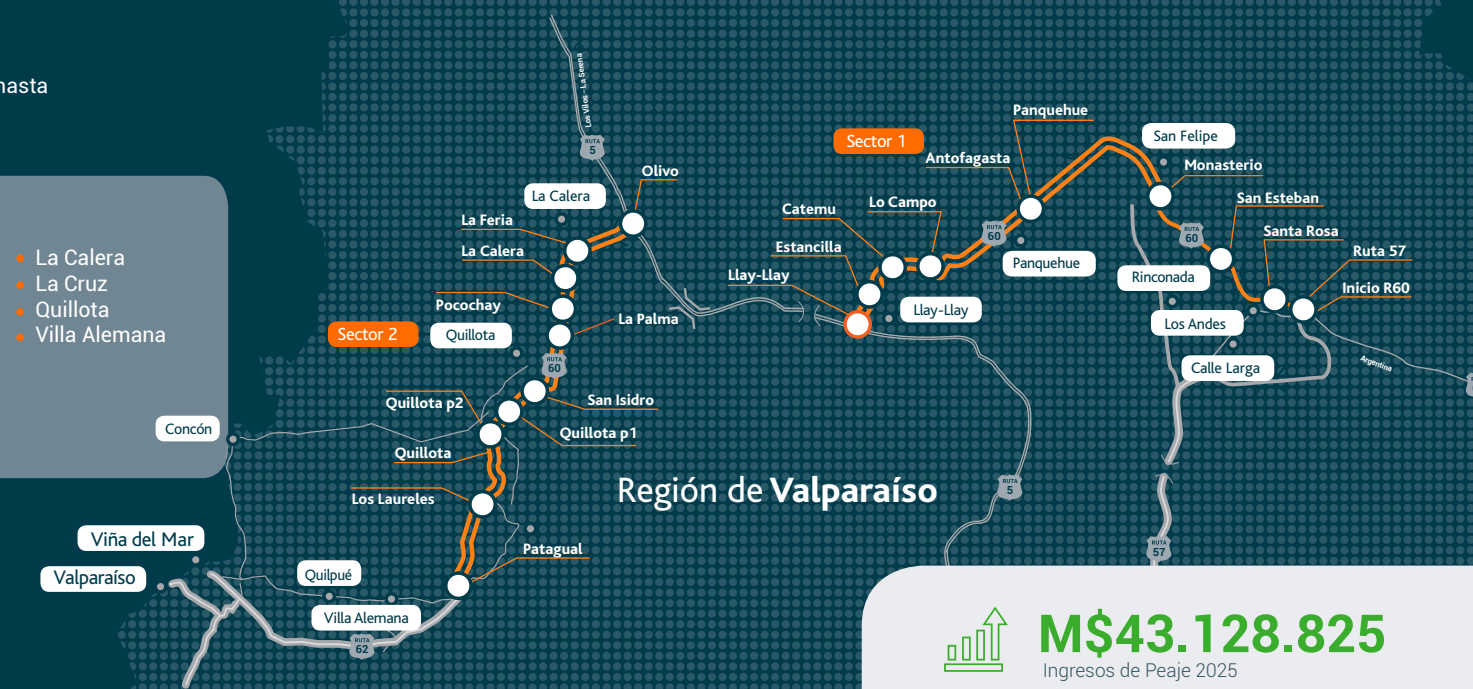 hasta
La Calera
La Cruz
Quillota
Villa Alemana
Los Vilos - La Serena
RUTA
5
Olivo
La Calera
La Feria
La Calera
Pocochay
La Palma
Sector 2
Quillota
RUTA
60
Quillota p2
San Isidro
Quillota p1
Concón
Quillota
Los Laureles
Patagual
Viña del Mar
Valparaíso
Quilpué
Villa Alemana
RUTA
62
Región de Valparaíso
Sector 1
Panquehue
Antofagasta
San Felipe
Monasterio
Catemu
Lo Campo
San Esteban
RUTA
60
RUTA
60
Santa Rosa
Estancilla
Ruta 57
Panquehue
Llay-Llay
Rinconada
Inicio R60
Llay-Llay
Los Andes
Calle Larga
Argentina
RUTA
5
RUTA
57
M$43.128.825
Ingresos de Peaje 2025